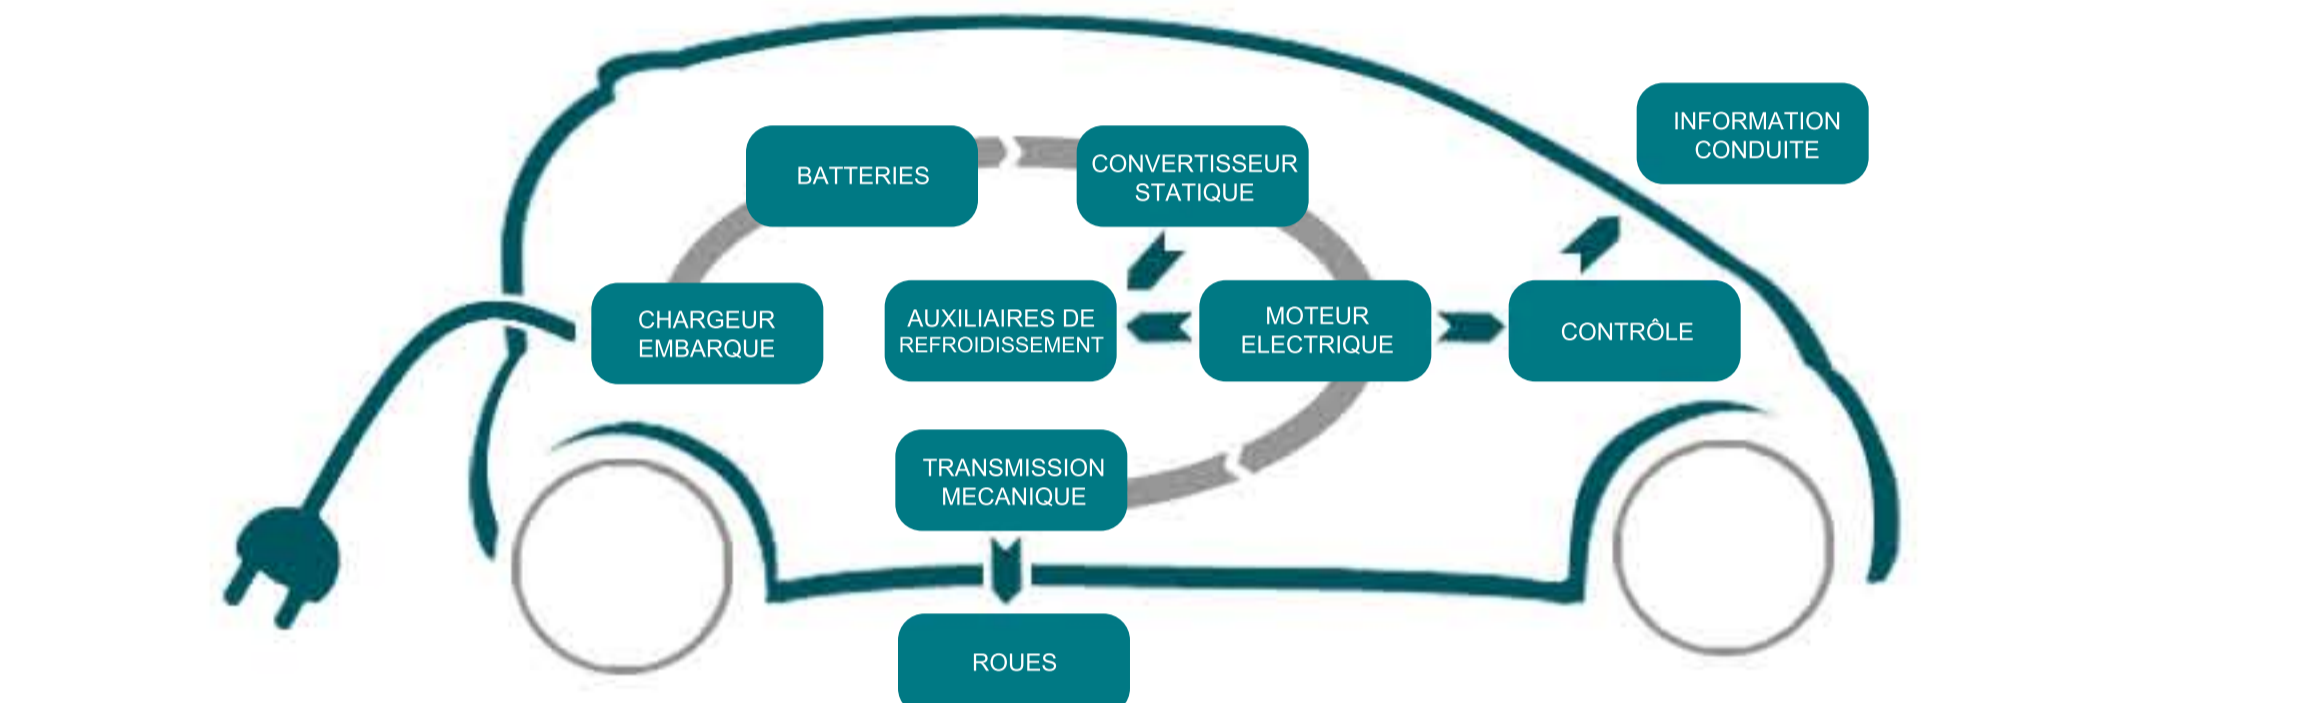 INFORMATION
CONDUITE
BATTERIES
CONVERTISSEUR
STATIQUE
CHARGEUR
EMBARQUE
AUXILIAIRES DE
REFROIDISSEMENT
MOTEUR
ELECTRIQUE
CONTRÔLE
TRANSMISSION
MECANIQUE
ROUES